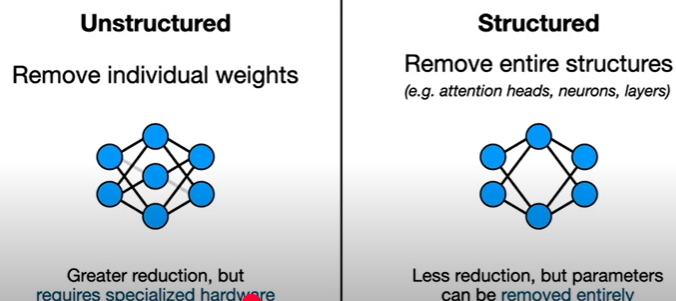 Unstructured
Remove individual weights
Greater reduction, but
requires specialized hardware
Structured
Remove entire structures
(e.g. attention heads, neurons, layers)
Less reduction, but parameters
can be removed entirely